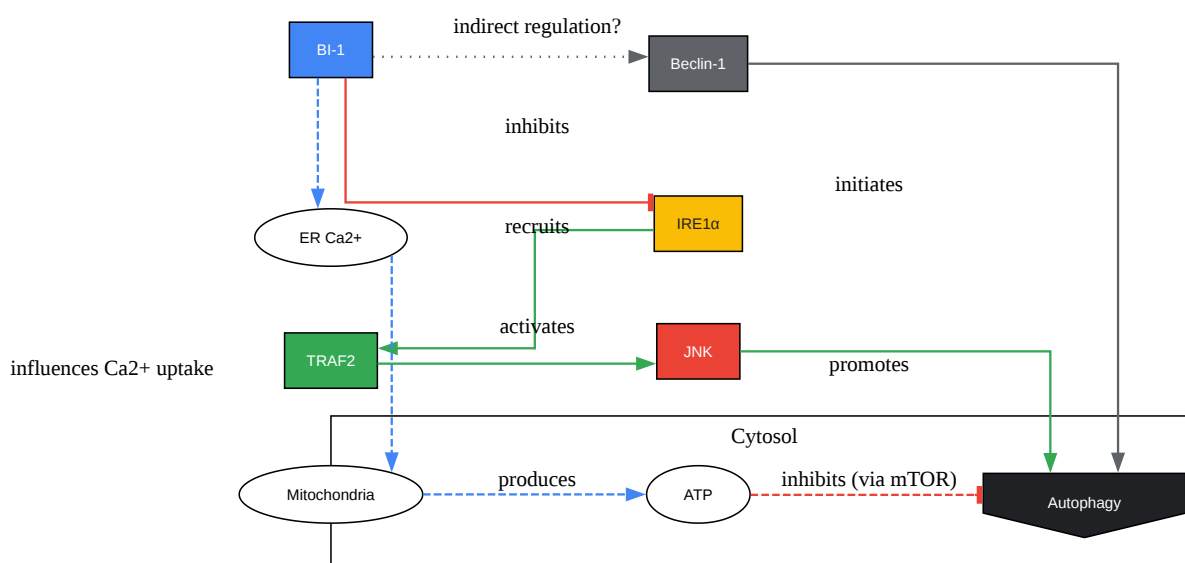 indirect regulation?
BI-1
Beclin-1
inhibits
initiates
IRE1α
recruits
ER Ca2+
activates
JNK
TRAF2
promotes
influences Ca2+ uptake
Cytosol
produces
inhibits (via mTOR)
Mitochondria
ATP
Autophagy